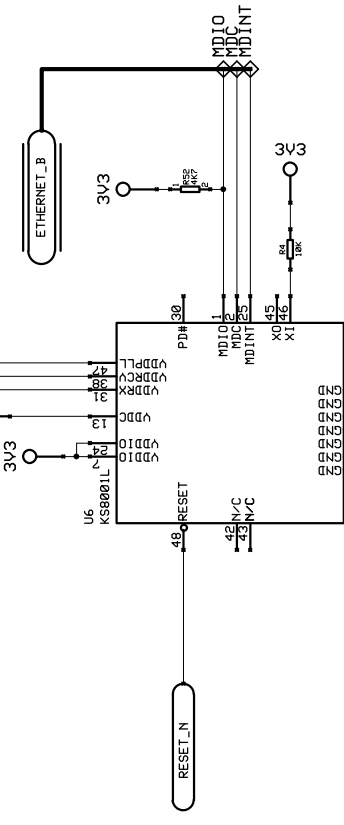 MDIO
MDC
MDINT
ETHERNET_B
3V3
R52
4K7
1
2
3V3
R4
10K
PD# 30
MDIO 1
MDC 2
MDINT 25
XO 45
XI 46
VDDPLL 47
VDDRCV 38
VDDRX 31
VDDC 13
VDDIO 24
VDDIO 7
3V3
U6
KS8001L
GND
GND
GND
GND
GND
GND
GND
48 RESET
42 N/C
43 N/C
RESET_N